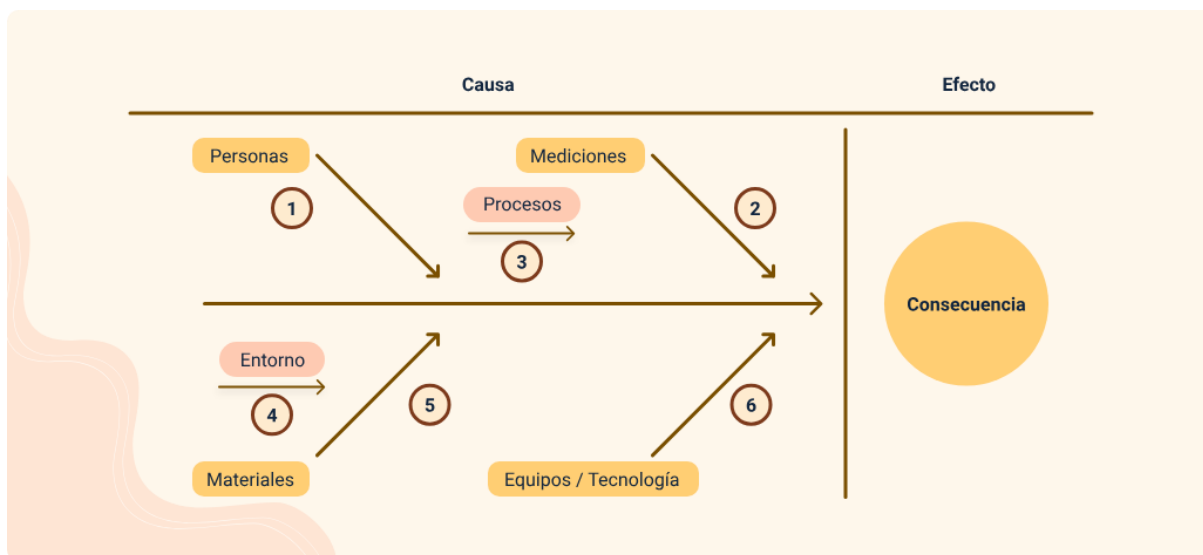 Causa
Efecto
Personas
Mediciones
1
Procesos
2
3
Consecuencia
Entorno
4
5
6
Materiales
Equipos / Tecnología